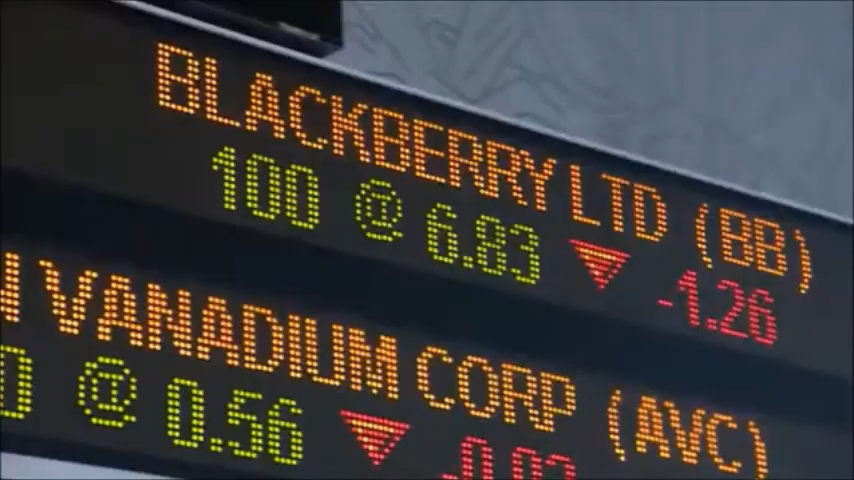 BLACKBERRY LTD (BB)
100 @ 6.83 ▼ -1.26
VANADIUM CORP (AVC)
@ 0.56 ▼